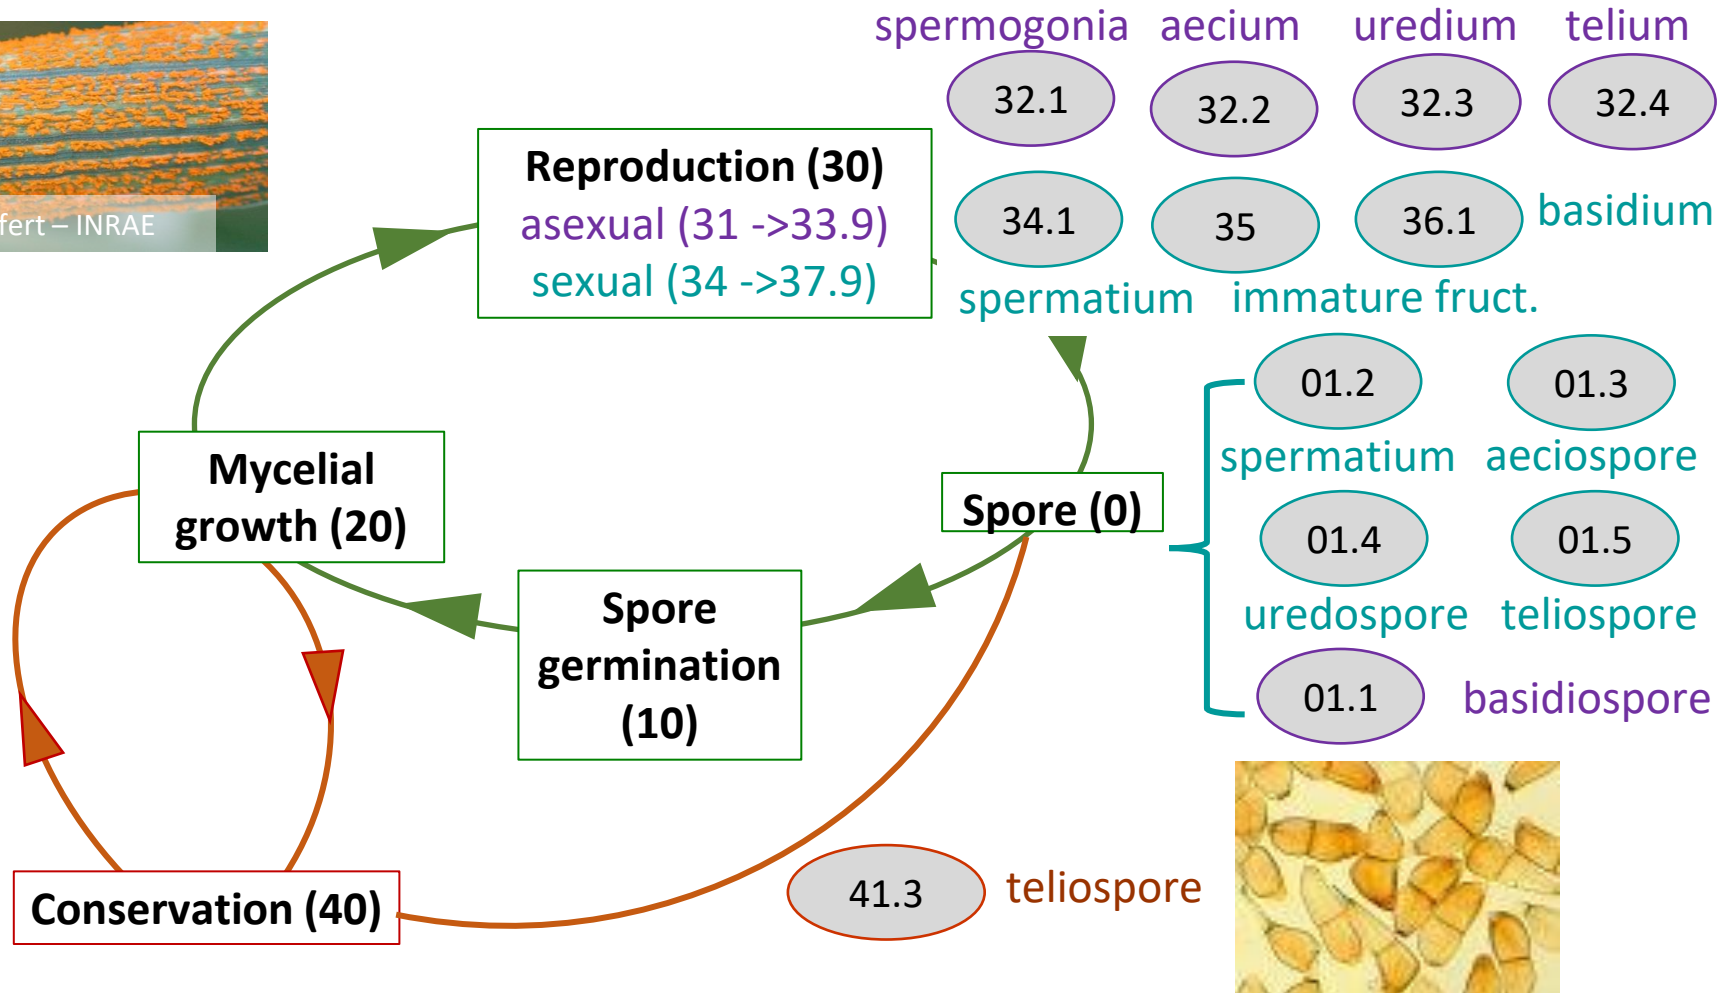 spermogonia aecium uredium telium
32.1 32.2 32.3 32.4
fert – INRAE
Reproduction (30)
asexual (31 ->33.9)
sexual (34 ->37.9)
34.1 35 36.1 basidium
spermatium immature fruct.
01.2 01.3
spermatium aeciospore
Mycelial
growth (20)
Spore (0)
01.4 01.5
uredospore teliospore
Spore
germination
(10)
01.1 basidiospore
Conservation (40)
41.3 teliospore